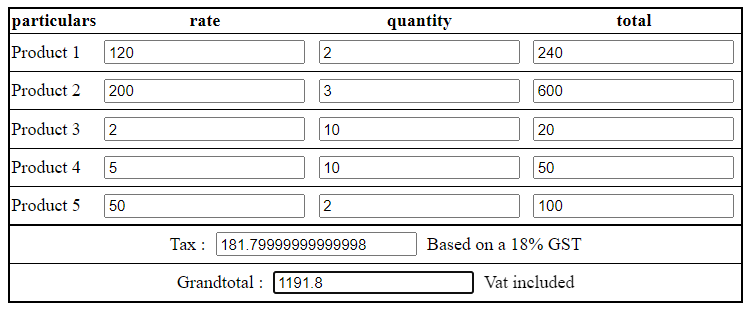 particulars rate quantity total
Product 1 120 2 240
Product 2 200 3 600
Product 3 2 10 20
Product 4 5 10 50
Product 5 50 2 100
Tax : 181.79999999999998 Based on a 18% GST
Grandtotal : 1191.8 Vat included